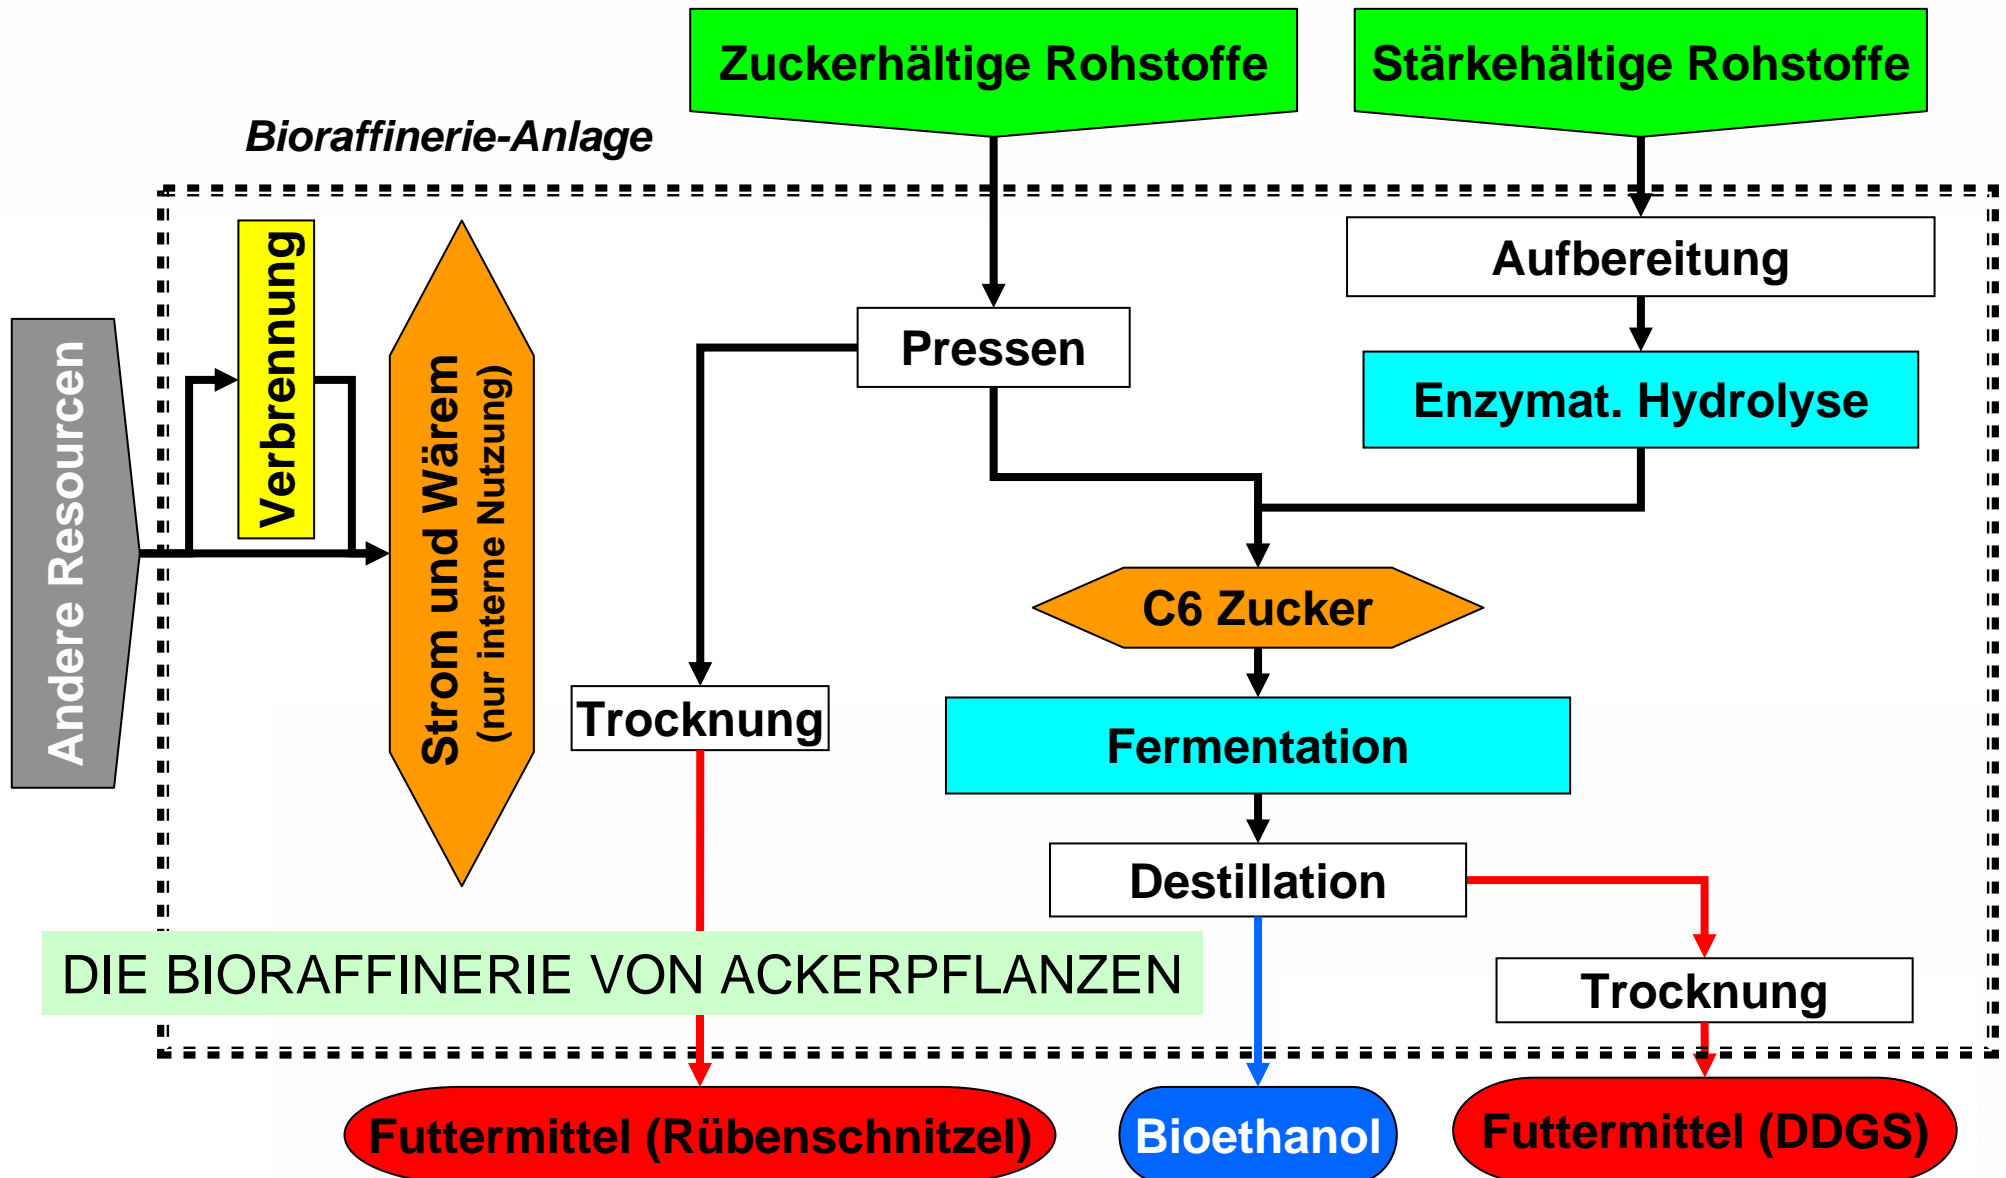 Zuckerhältige Rohstoffe
Stärkehältige Rohstoffe
Bioraffinerie-Anlage
Aufbereitung
Verbrennung
Pressen
Enzymat. Hydrolyse
Andere Resourcen
Strom und Wärem
(nur interne Nutzung)
C6 Zucker
Trocknung
Fermentation
Destillation
DIE BIORAFFINERIE VON ACKERPFLANZEN
Trocknung
Futtermittel (Rübenschnitzel)
Bioethanol
Futtermittel (DDGS)